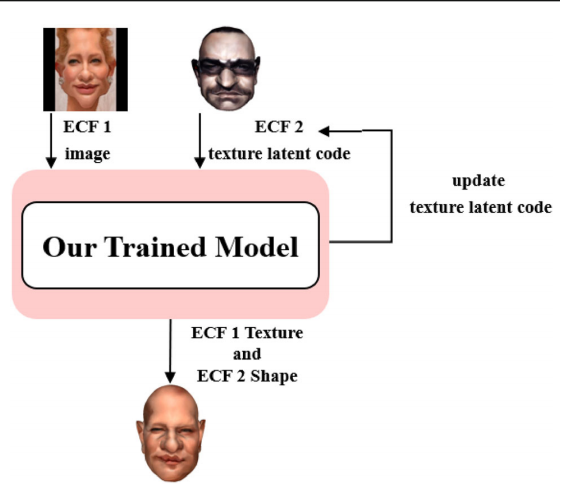 ECF 1
image
ECF 2
texture latent code
update
texture latent code
Our Trained Model
ECF 1 Texture
and
ECF 2 Shape